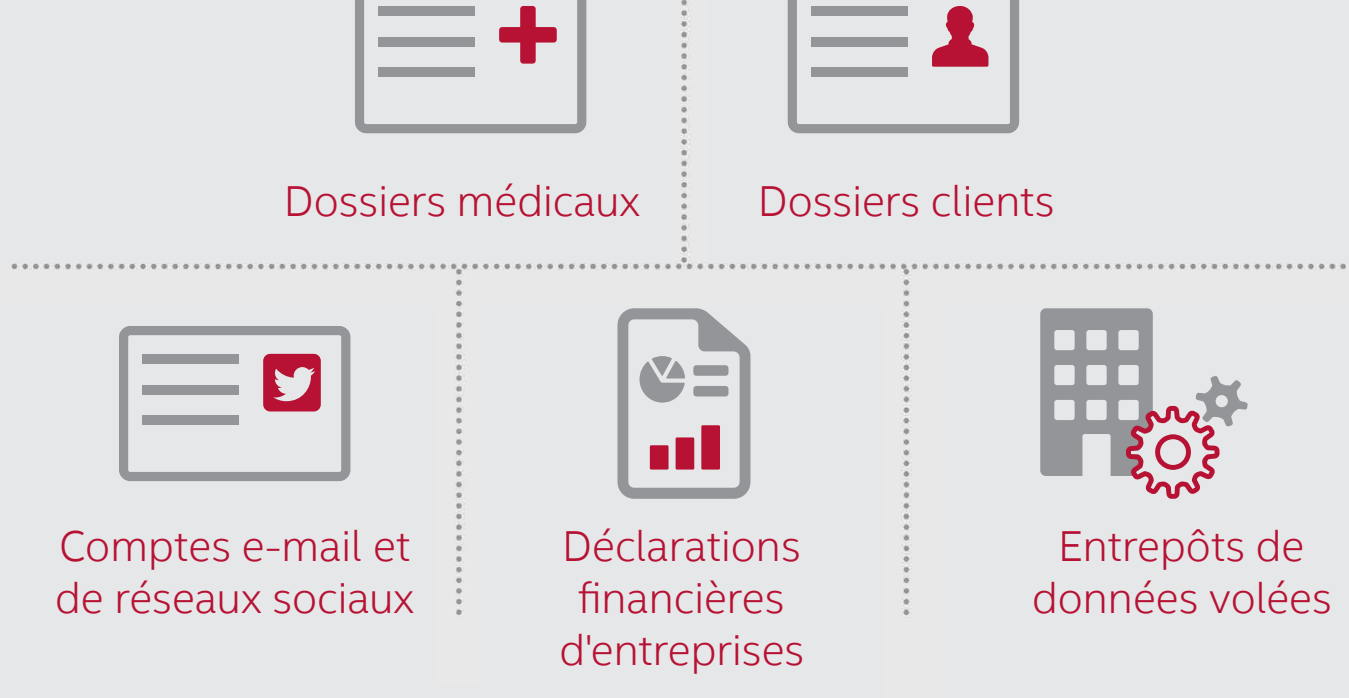 Dossiers médicaux
Dossiers clients
Comptes e-mail et
de réseaux sociaux
Déclarations
financières
d'entreprises
Entrepôts de
données volées